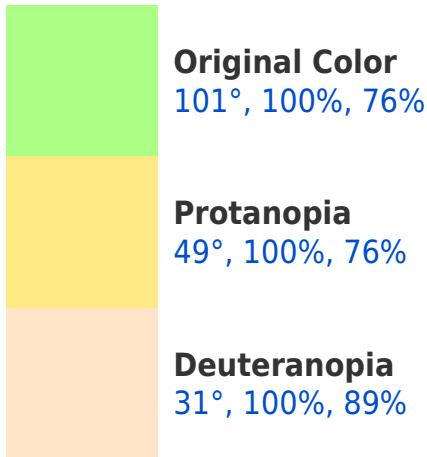 Original Color
101°, 100%, 76%
Protanopia
49°, 100%, 76%
Deuteranopia
31°, 100%, 89%